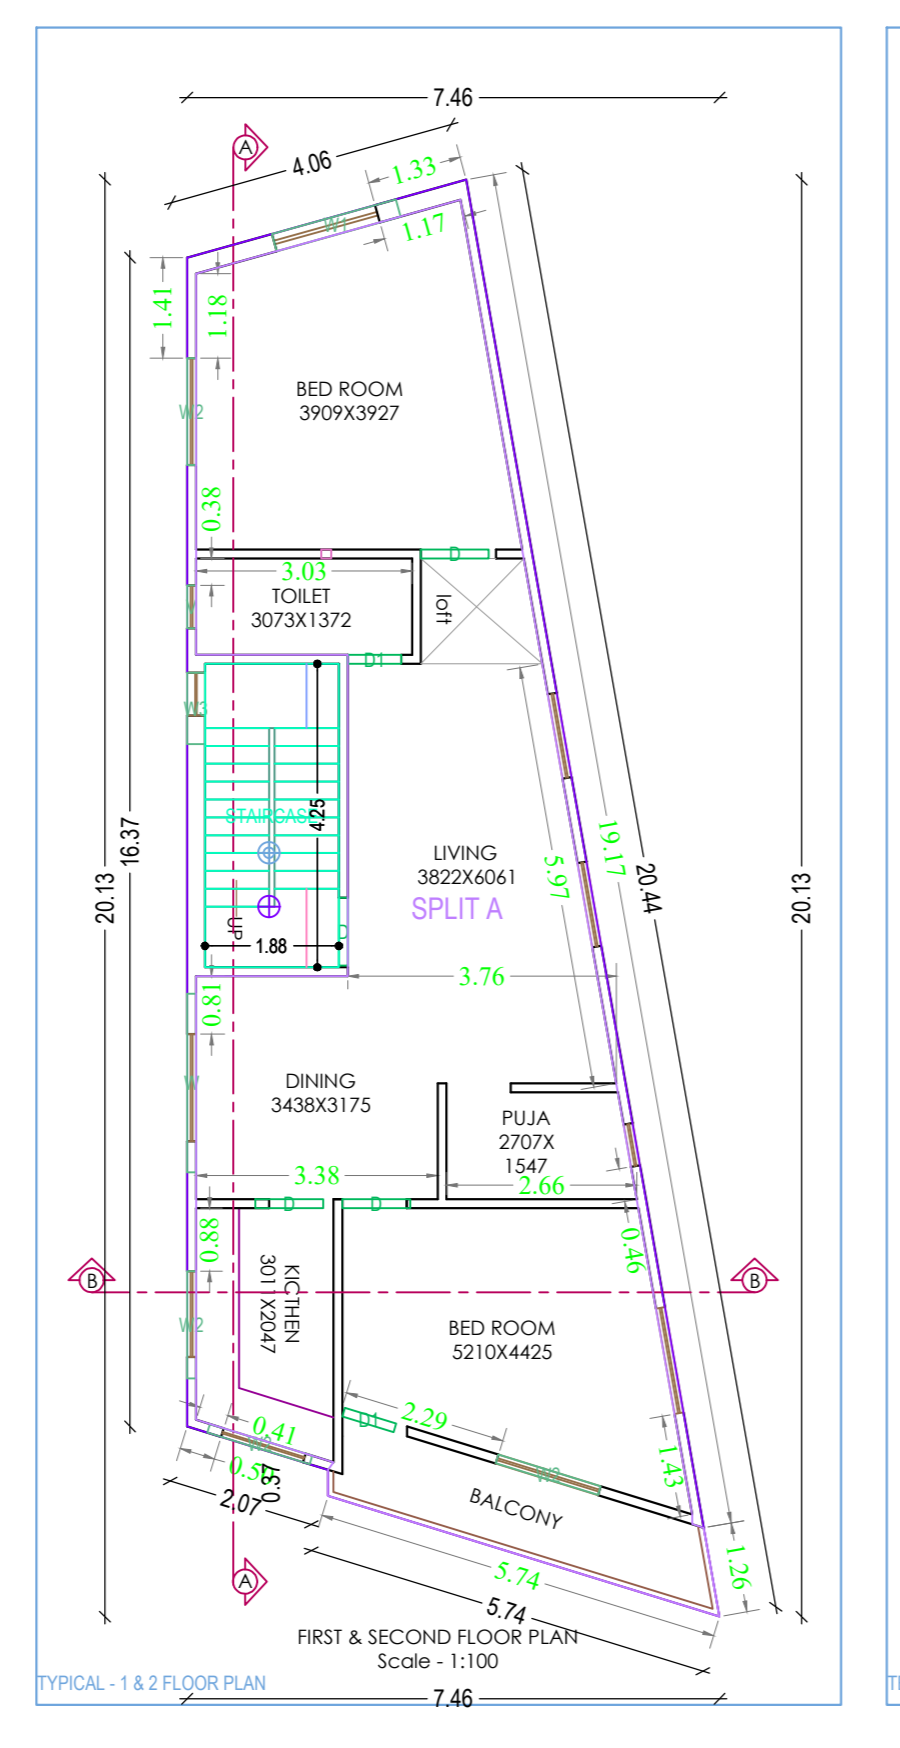 7.46
A
4.06
1.33
W1
1.17
1.41
1.18
BED ROOM
3909X3927
W2
0.38
D
3.03
TOILET
3073X1372
loft
D1
W3
STAIRCASE
4.25
16.37
20.13
LIVING
3822X6061
SPLIT A
5.97
19.17
20.44
20.13
UP
1.88
D
3.76
0.81
DINING
3438X3175
W
PUJA
2707X
1547
3.38
2.66
D
D
0.88
0.46
B
B
KICTHEN
3011X2047
W2
BED ROOM
5210X4425
D1
2.29
0.41
W2
1.43
0.37
2.07
BALCONY
1.26
A
5.74
5.74
FIRST & SECOND FLOOR PLAN
Scale - 1:100
TYPICAL - 1 & 2 FLOOR PLAN
7.46